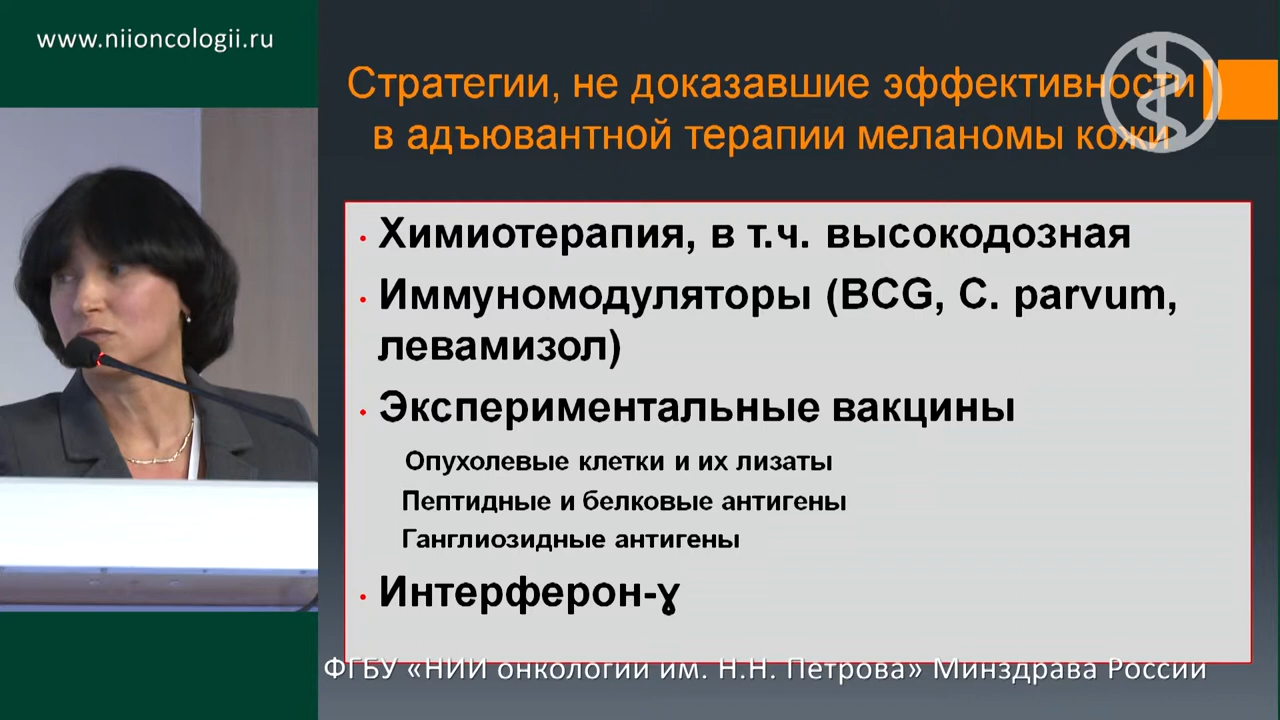 www.niioncologii.ru
Стратегии, не доказавшие эффективности
в адъювантной терапии меланомы кожи
• Химиотерапия, в т.ч. высокодозная
• Иммуномодуляторы (BCG, C. parvum,
левамизол)
• Экспериментальные вакцины
Опухолевые клетки и их лизаты
Пептидные и белковые антигены
Ганглиозидные антигены
• Интерферон-ɣ
ФГБУ «НИИ онкологии им. Н.Н. Петрова» Минздрава России